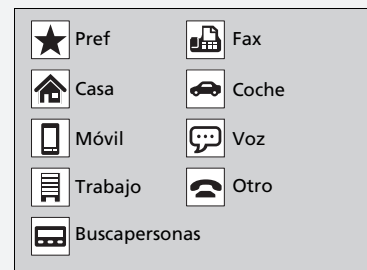 Pref Fax
Casa Coche
Móvil Voz
Trabajo Otro
Buscapersonas